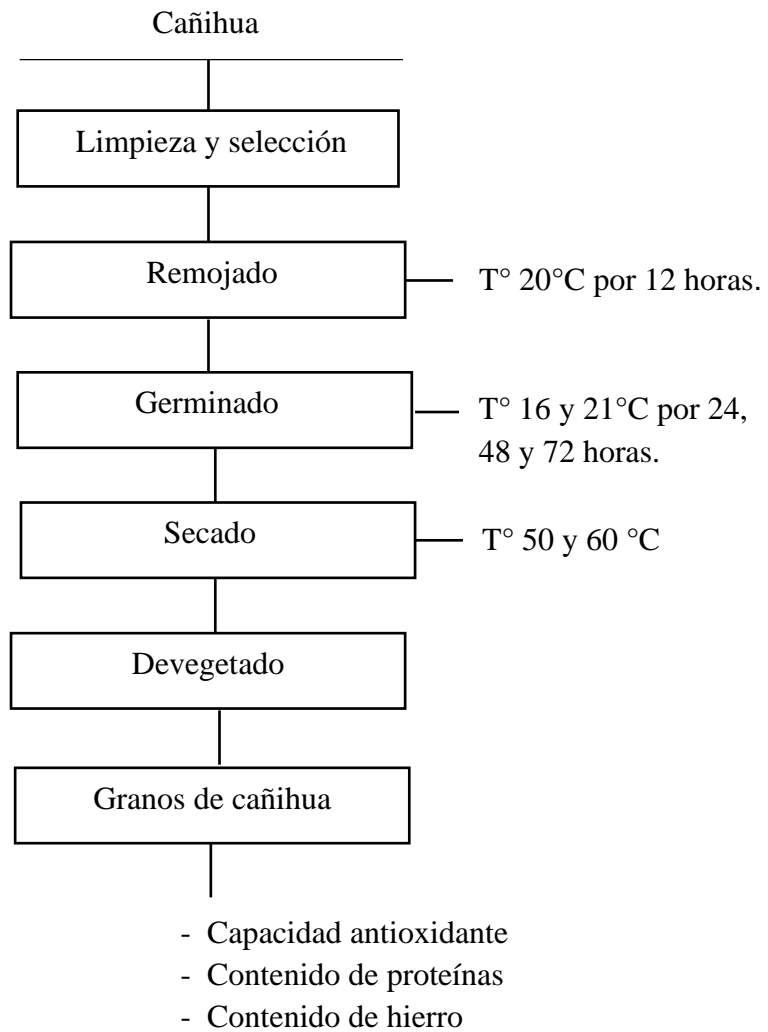 Cañihua
Limpieza y selección
Remojado
T° 20°C por 12 horas.
Germinado
T° 16 y 21°C por 24,
48 y 72 horas.
Secado
T° 50 y 60 °C
Devegetado
Granos de cañihua
- Capacidad antioxidante
- Contenido de proteínas
- Contenido de hierro